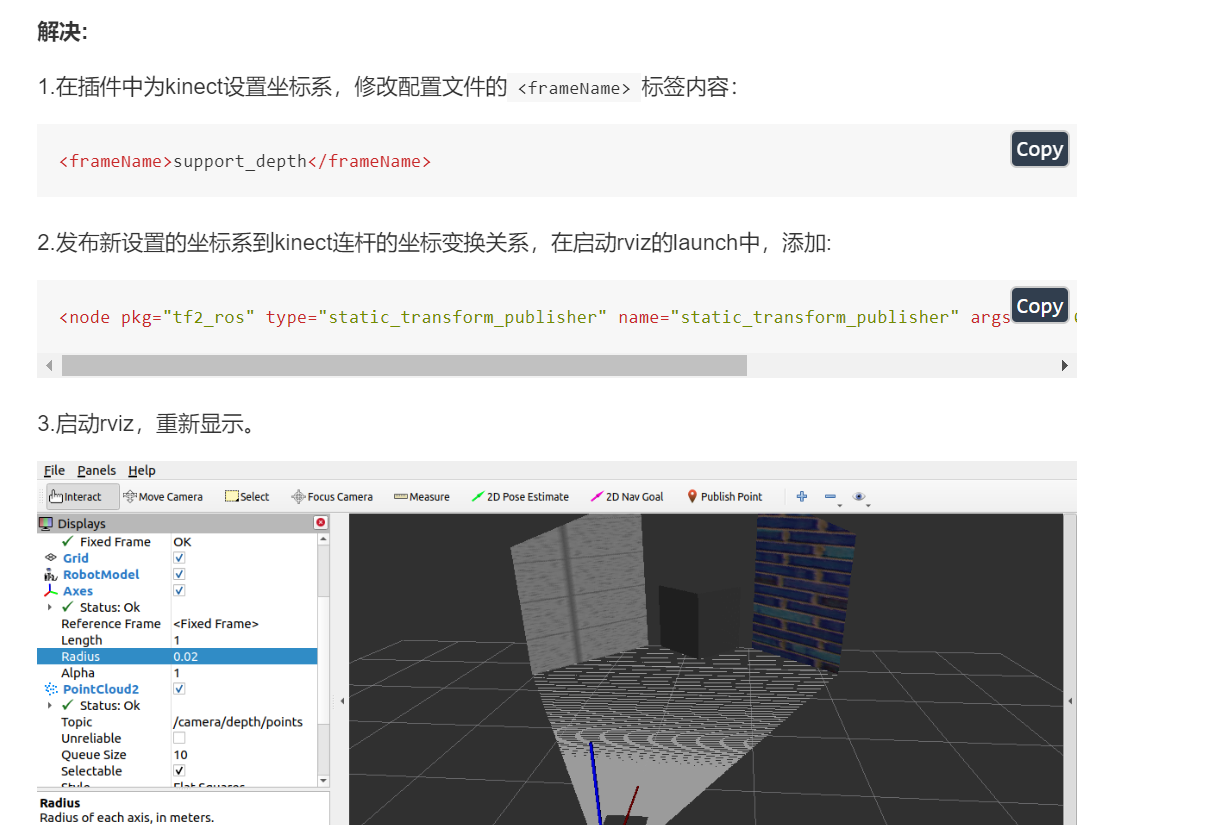 解决:
1.在插件中为kinect设置坐标系，修改配置文件的 <frameName> 标签内容：
<frameName>support_depth</frameName>
Copy
2.发布新设置的坐标系到kinect连杆的坐标变换关系，在启动rviz的launch中，添加:
<node pkg="tf2_ros" type="static_transform_publisher" name="static_transform_publisher" args
Copy
3.启动rviz，重新显示。
File Panels Help
Interact Move Camera Select Focus Camera Measure 2D Pose Estimate 2D Nav Goal Publish Point
Displays
Fixed Frame OK
Grid
RobotModel
Axes
Status: Ok
Reference Frame <Fixed Frame>
Length 1
Radius 0.02
Alpha 1
PointCloud2
Status: Ok
Topic /camera/depth/points
Unreliable
Queue Size 10
Selectable
Style Flat Squares
Radius
Radius of each axis, in meters.